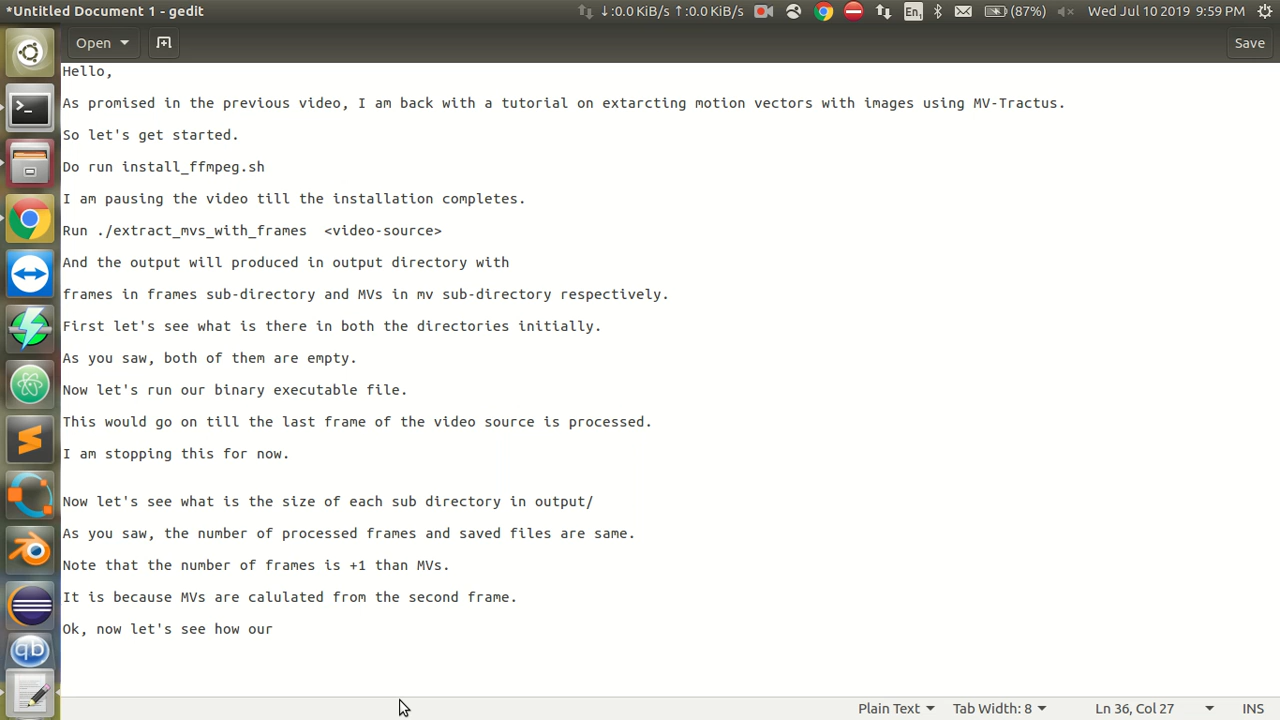 *Untitled Document 1 - gedit
↓:0.0 KiB/s ↑:0.0 KiB/s
En1
(87%)
Wed Jul 10 2019 9:59 PM
Open
Save
Hello,
As promised in the previous video, I am back with a tutorial on extarcting motion vectors with images using MV-Tractus.
So let's get started.
Do run install_ffmpeg.sh
I am pausing the video till the installation completes.
Run ./extract_mvs_with_frames  <video-source>
And the output will produced in output directory with
frames in frames sub-directory and MVs in mv sub-directory respectively.
First let's see what is there in both the directories initially.
As you saw, both of them are empty.
Now let's run our binary executable file.
This would go on till the last frame of the video source is processed.
I am stopping this for now.
Now let's see what is the size of each sub directory in output/
As you saw, the number of processed frames and saved files are same.
Note that the number of frames is +1 than MVs.
It is because MVs are calulated from the second frame.
Ok, now let's see how our
qb
Plain Text
Tab Width: 8
Ln 36, Col 27
INS